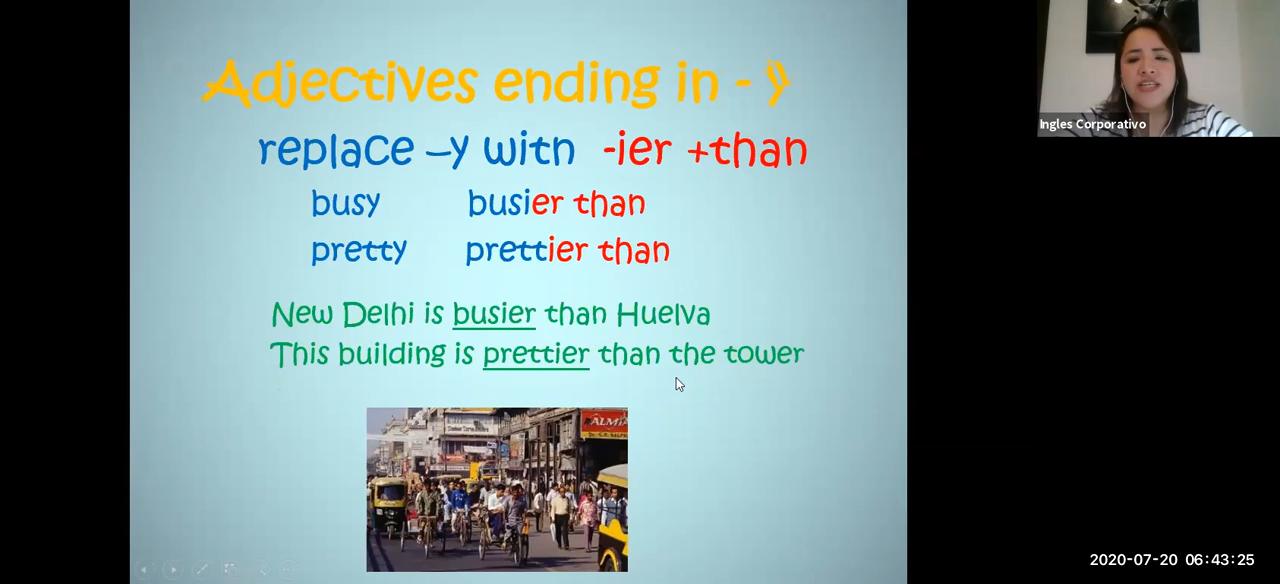 Adjectives ending in - y
replace –y with -ier +than
busy busier than
pretty prettier than
New Delhi is busier than Huelva
This building is prettier than the tower
Ingles Corporativo
2020-07-20 06:43:25